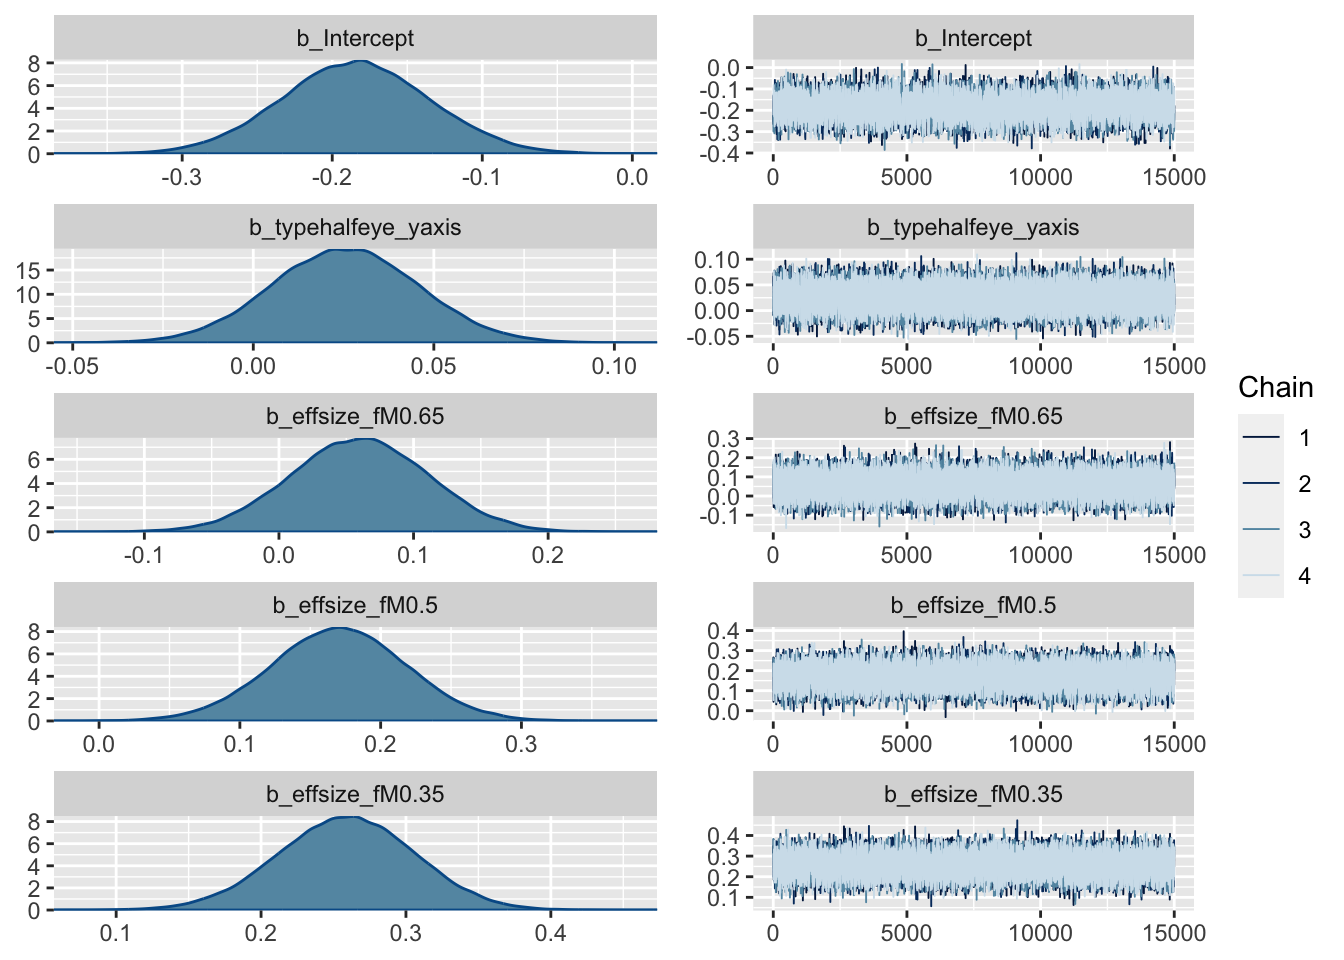 b_Intercept
8
6
4
2
0
-0.3 -0.2 -0.1 0.0
b_Intercept
0.0
-0.1
-0.2
-0.3
-0.4
0 5000 10000 15000
b_typehalfeye_yaxis
15
10
5
0
-0.05 0.00 0.05 0.10
b_typehalfeye_yaxis
0.10
0.05
0.00
-0.05
0 5000 10000 15000
b_effsize_fM0.65
6
4
2
0
-0.1 0.0 0.1 0.2
b_effsize_fM0.65
0.3
0.2
0.1
0.0
-0.1
0 5000 10000 15000
b_effsize_fM0.5
8
6
4
2
0
0.0 0.1 0.2 0.3
b_effsize_fM0.5
0.4
0.3
0.2
0.1
0.0
0 5000 10000 15000
b_effsize_fM0.35
8
6
4
2
0
0.1 0.2 0.3 0.4
b_effsize_fM0.35
0.4
0.3
0.2
0.1
0 5000 10000 15000
Chain
1
2
3
4